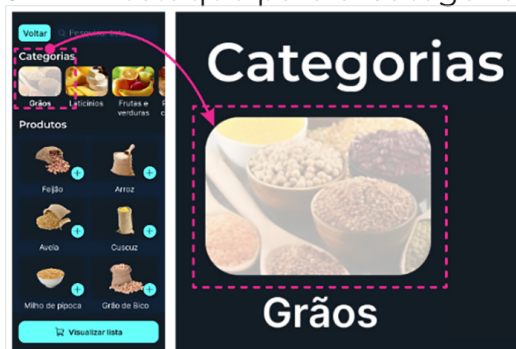 Voltar
Categorias
Grãos Laticínios Frutas e
verduras
Produtos
Feijão Arroz
Aveia Cuscuz
Milho de pipoca Grão de Bico
Visualizar lista
Categorias
Grãos